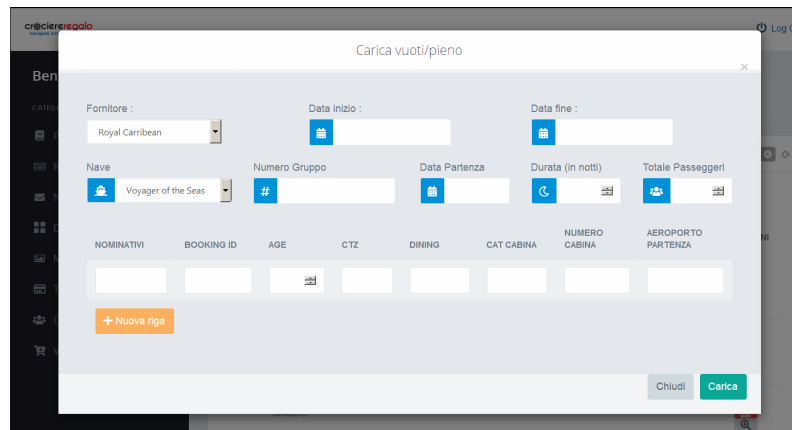 crociereregalo
Log
Carica vuoti/pieno
×
Ben
Fornitore :
Data inizio :
Data fine :
CATEG
Royal Carribean
Nave
Numero Gruppo
Data Partenza
Durata (in notti)
Totale Passeggeri
Voyager of the Seas
#
NOMINATIVI
BOOKING ID
AGE
CTZ
DINING
CAT CABINA
NUMERO CABINA
AEROPORTO PARTENZA
NI
+ Nuova riga
Chiudi
Carica